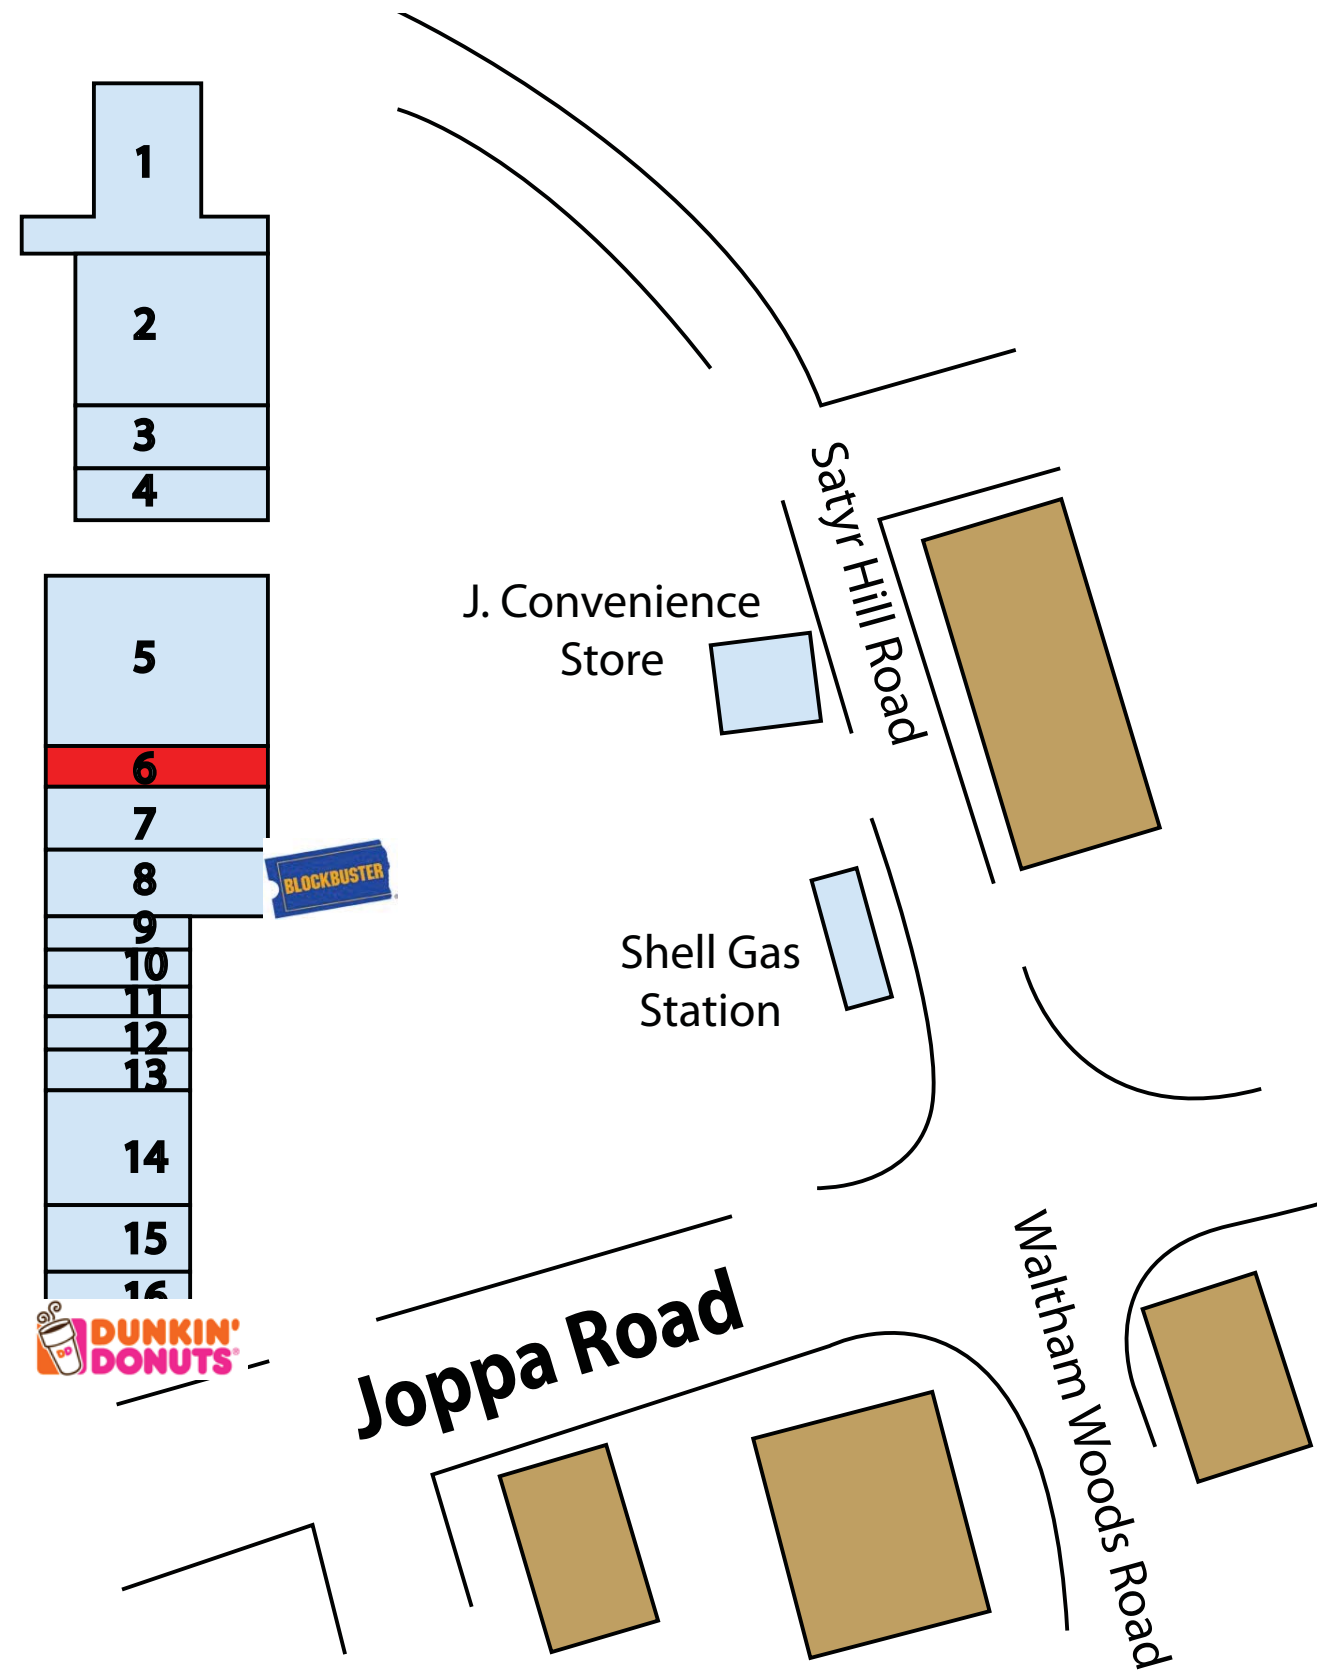 1
2
3
4
5
6
7
8
9
10
11
12
13
14
15
16
BLOCKBUSTER
DUNKIN'
DONUTS
DD
J. Convenience
Store
Shell Gas
Station
Satyr Hill Road
Joppa Road
Waltham Woods Road